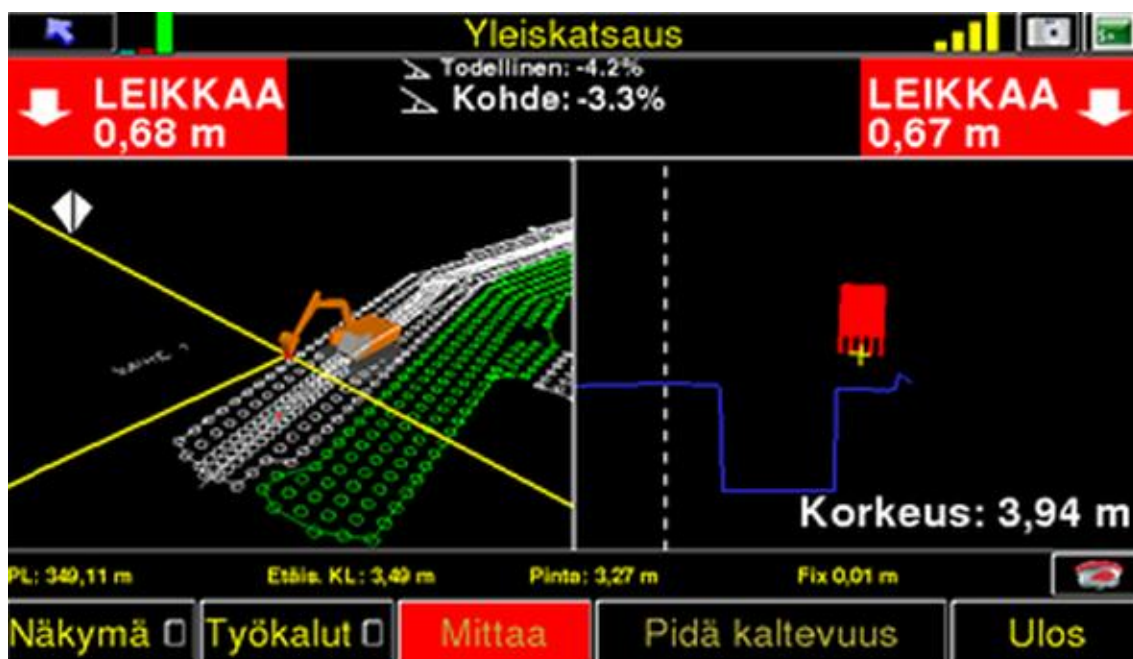 Yleiskatsaus
LEIKKAA
0,68 m
Todellinen: -4.2%
Kohde: -3.3%
LEIKKAA
0,67 m
Korkeus: 3,94 m
PL: 349,11 m
Etäis. KL: 3,49 m
Pinta: 3,27 m
Fix 0,01 m
Näkymä
Työkalut
Mittaa
Pidä kaltevuus
Ulos